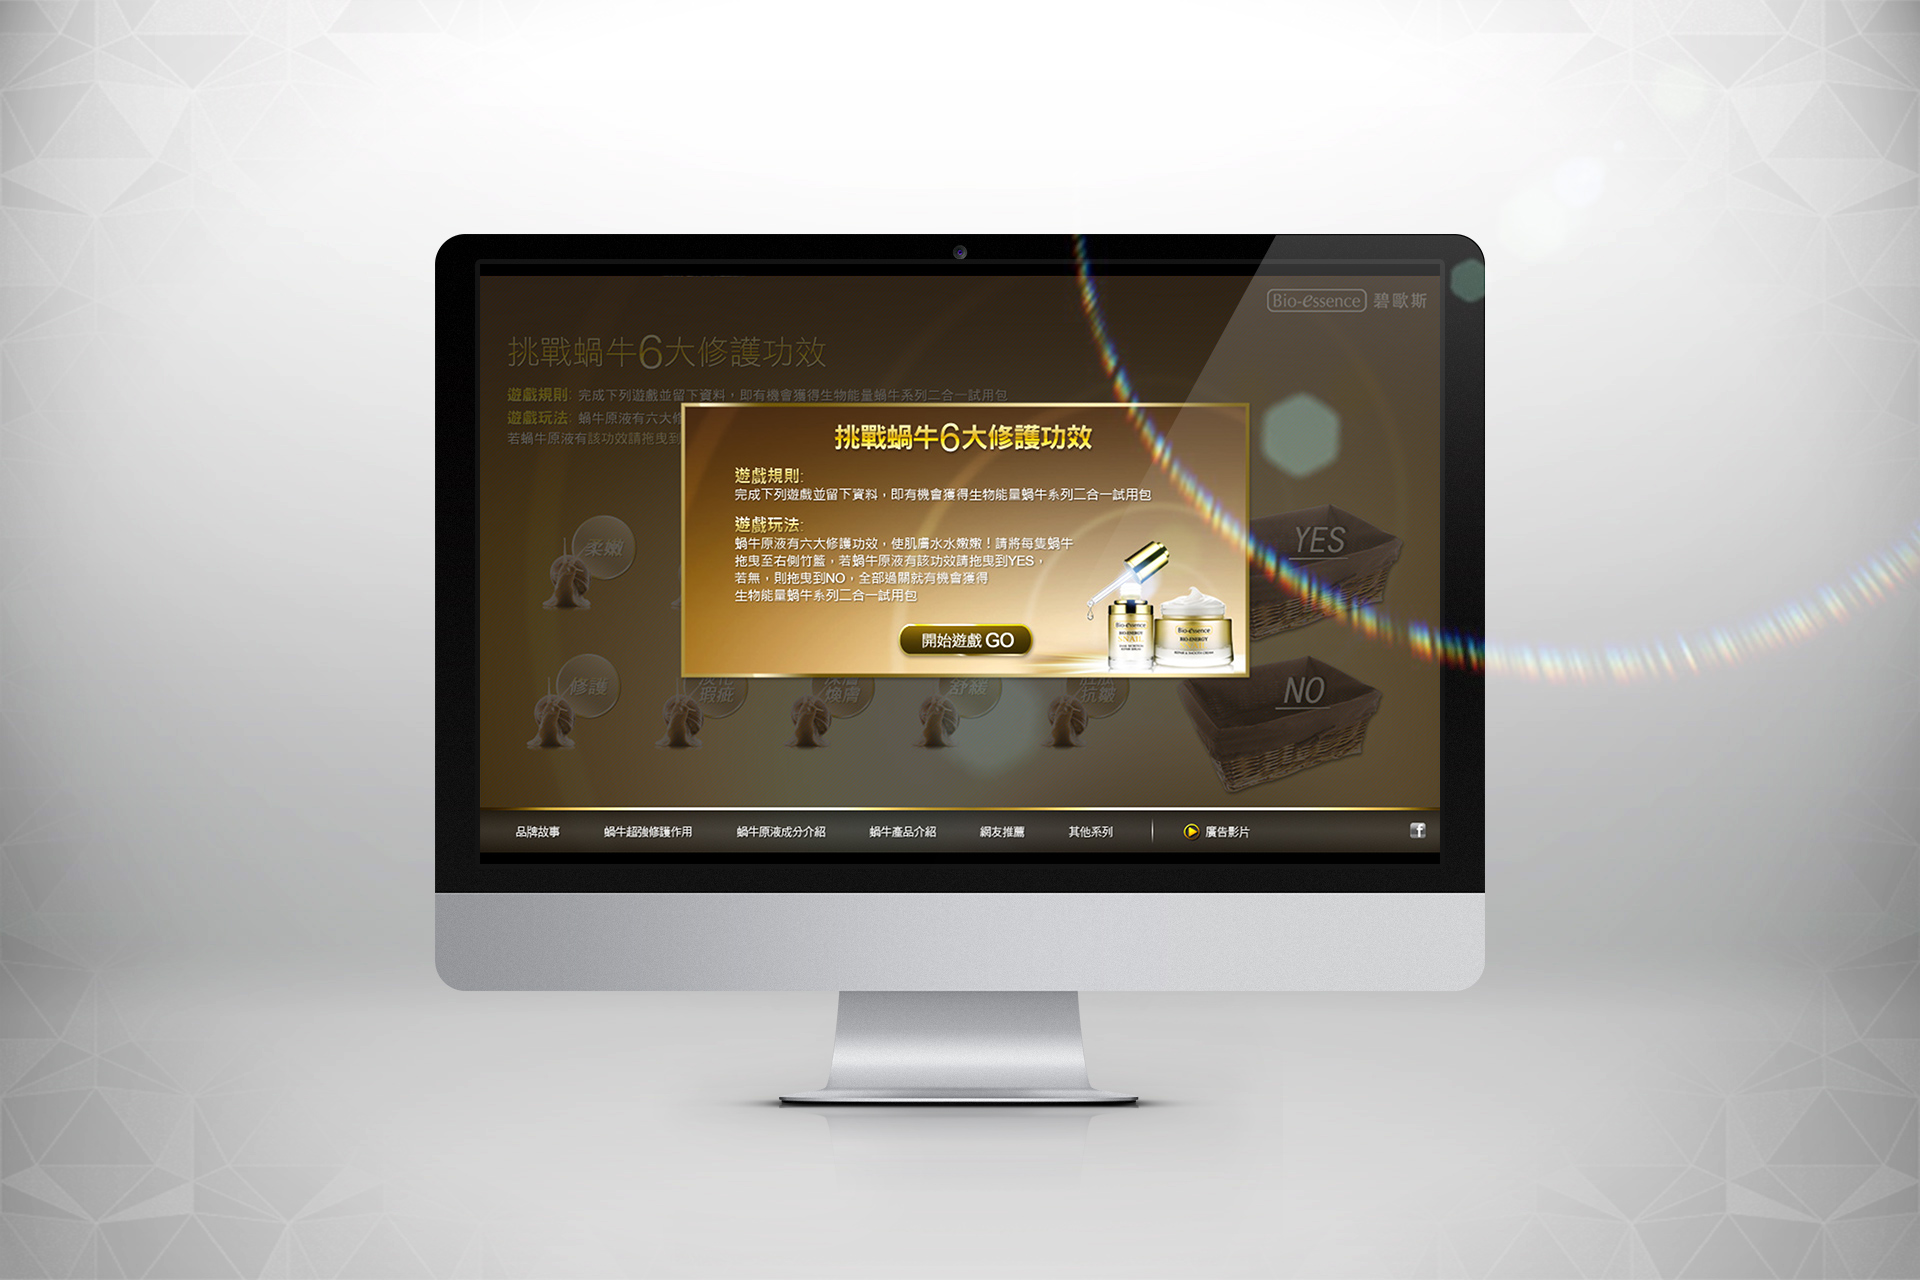 Bio-essence 碧歐斯
挑戰蝸牛6大修護功效
遊戲規則: 完成下列遊戲並留下資料，即有機會獲得生物能量蝸牛系列二合一試用包
遊戲玩法: 蝸牛原液有六大修
若蝸牛原液有該功效請拖曳到
挑戰蝸牛6大修護功效
遊戲規則:
完成下列遊戲並留下資料，即有機會獲得生物能量蝸牛系列二合一試用包
遊戲玩法:
蝸牛原液有六大修護功效，使肌膚水水嫩嫩！請將每隻蝸牛
拖曳至右側竹籃，若蝸牛原液有該功效請拖曳到YES，
若無，則拖曳到NO，全部過關就有機會獲得
生物能量蝸牛系列二合一試用包
開始遊戲 GO
Bio-essence
BIO-ENERGY
SNAIL
Bio-essence
BIO-ENERGY
柔嫩
YES
修護
瑕疵
煥膚
舒緩
抗皺
NO
品牌故事 蝸牛超強修護作用 蝸牛原液成分介紹 蝸牛產品介紹 網友推薦 其他系列 廣告影片
f